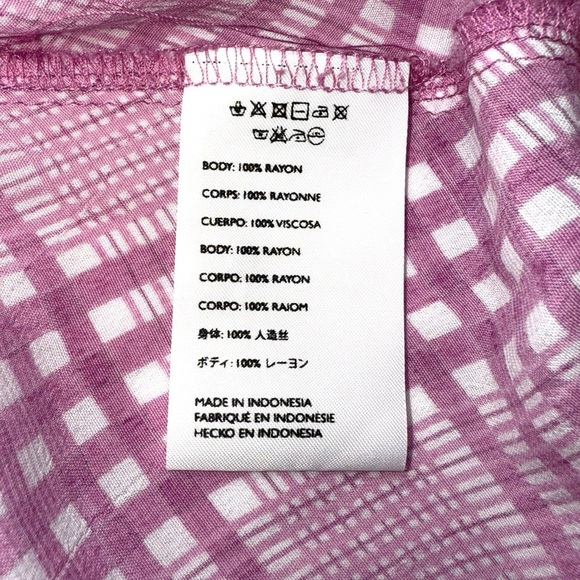 BODY: 100% RAYON
CORPS: 100% RAYONNE
CUERPO: 100% VISCOSA
BODY: 100% RAYON
CORPO: 100% RAYON
CORPO: 100% RAIOM
身体: 100% 人造丝
ボディ: 100% レーヨン
MADE IN INDONESIA
FABRIQUÉ EN INDONÉSIE
HECKO EN INDONESIA